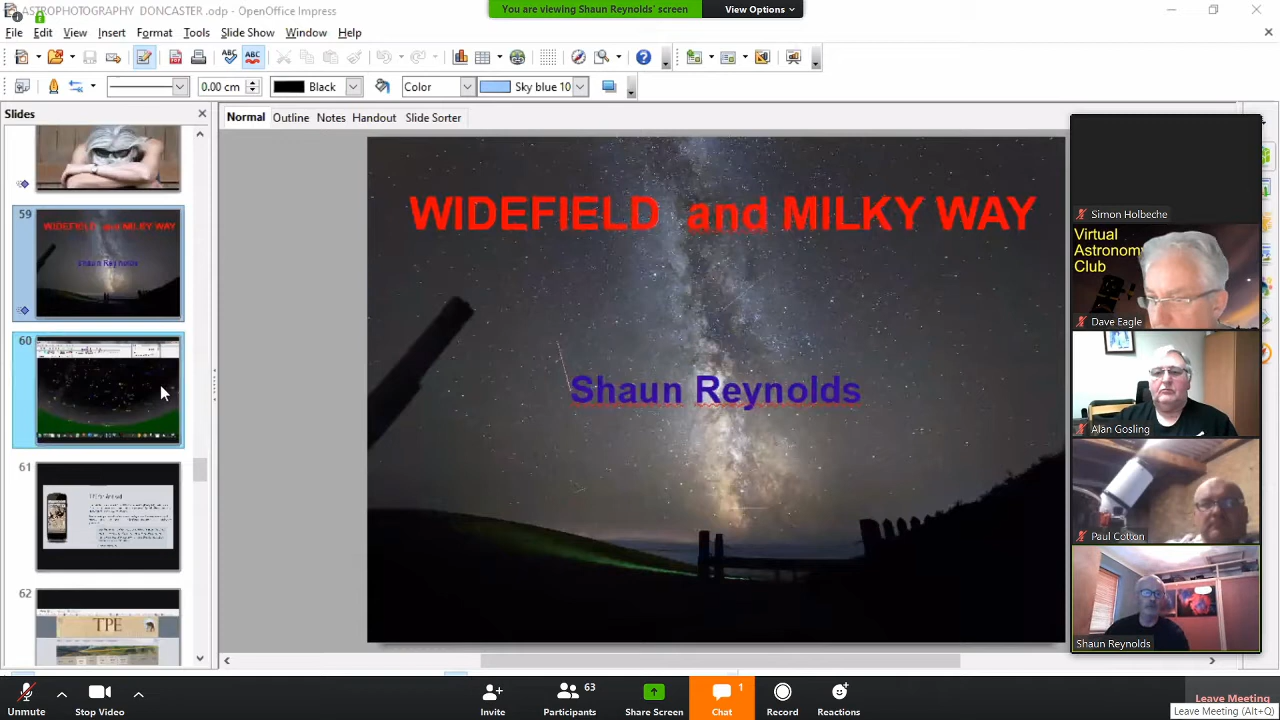 ASTROPHOTOGRAPHY DONCASTER .odp - OpenOffice Impress
You are viewing Shaun Reynolds' screen
View Options
File Edit View Insert Format Tools Slide Show Window Help
0.00 cm
Black
Color
Sky blue 10
Slides
Normal Outline Notes Handout Slide Sorter
59
WIDEFIELD and MILKY WAY
Shaun Reynolds
60
61
TPE for Android
62
TPE
WIDEFIELD and MILKY WAY
Shaun Reynolds
Simon Holbeche
Virtual
Astronomy
Club
Dave Eagle
Alan Gosling
Paul Cotton
Shaun Reynolds
Unmute
Stop Video
Invite
63
Participants
Share Screen
1
Chat
Record
Reactions
Leave Meeting
Leave Meeting (Alt+Q)